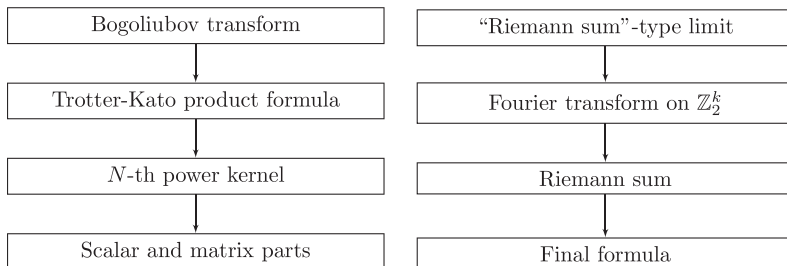 Bogoliubov transform
Trotter-Kato product formula
N-th power kernel
Scalar and matrix parts
“Riemann sum”-type limit
Fourier transform on ℤ₂ᵏ
Riemann sum
Final formula